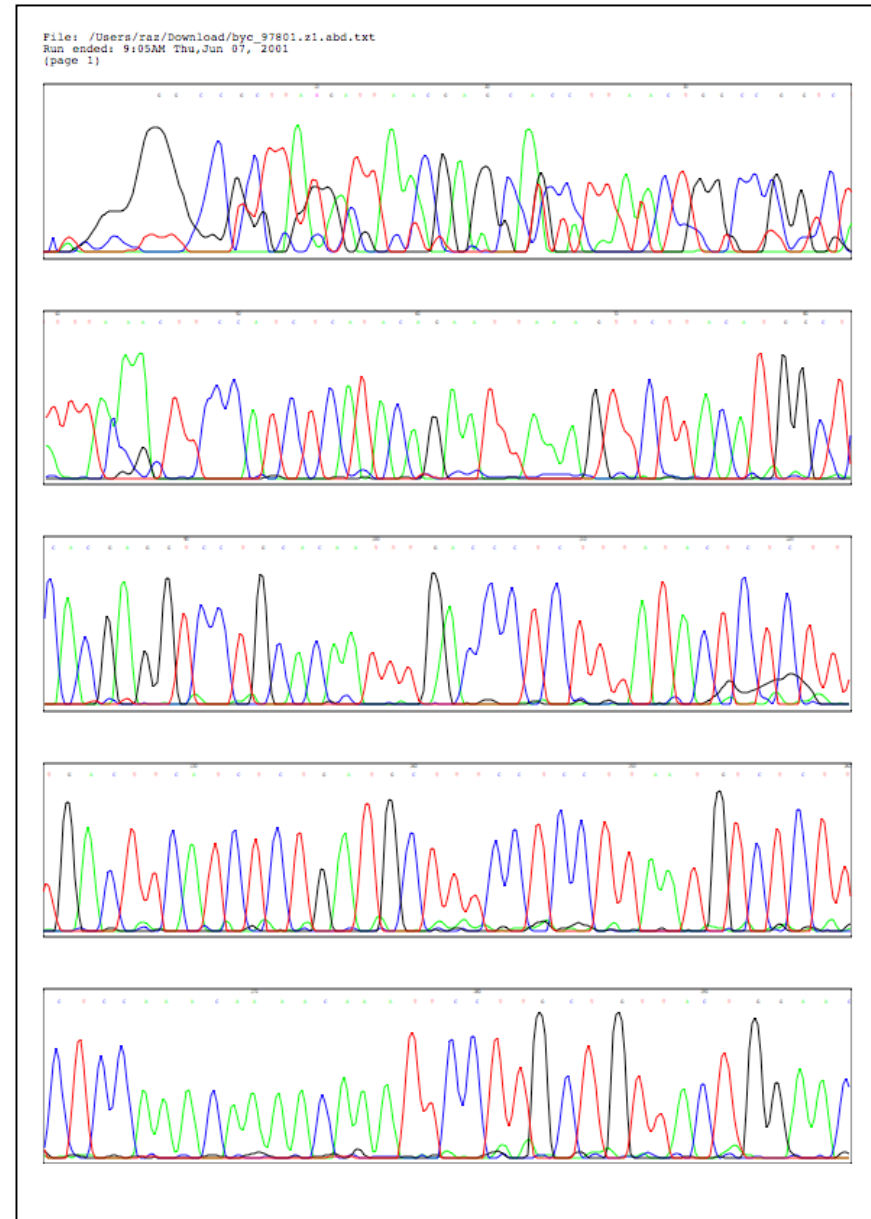 File: /Users/raz/Download/byc_97801.z1.abd.txt
Run ended: 9:05AM Thu,Jun 07, 2001
(page 1)
G G C C G C T T A
G A T T A A C G A G C A C C T T A A C T G G C C G G T C
T T T A A A C T T C C A T C T C A T A C A G A A T T A A A G T T C T T A C A T G G C T
C A C G A G G T C C T G C A C A A T T T G A C C C T C T T T A T A C T C T C T T
T G A C T T C A T C T C T G A T G C T T T C C T C C T T A A T G T C T C T T
C T C C A A A C A A A A C A A A T T C C T T G C T G T T A C T G G A A C